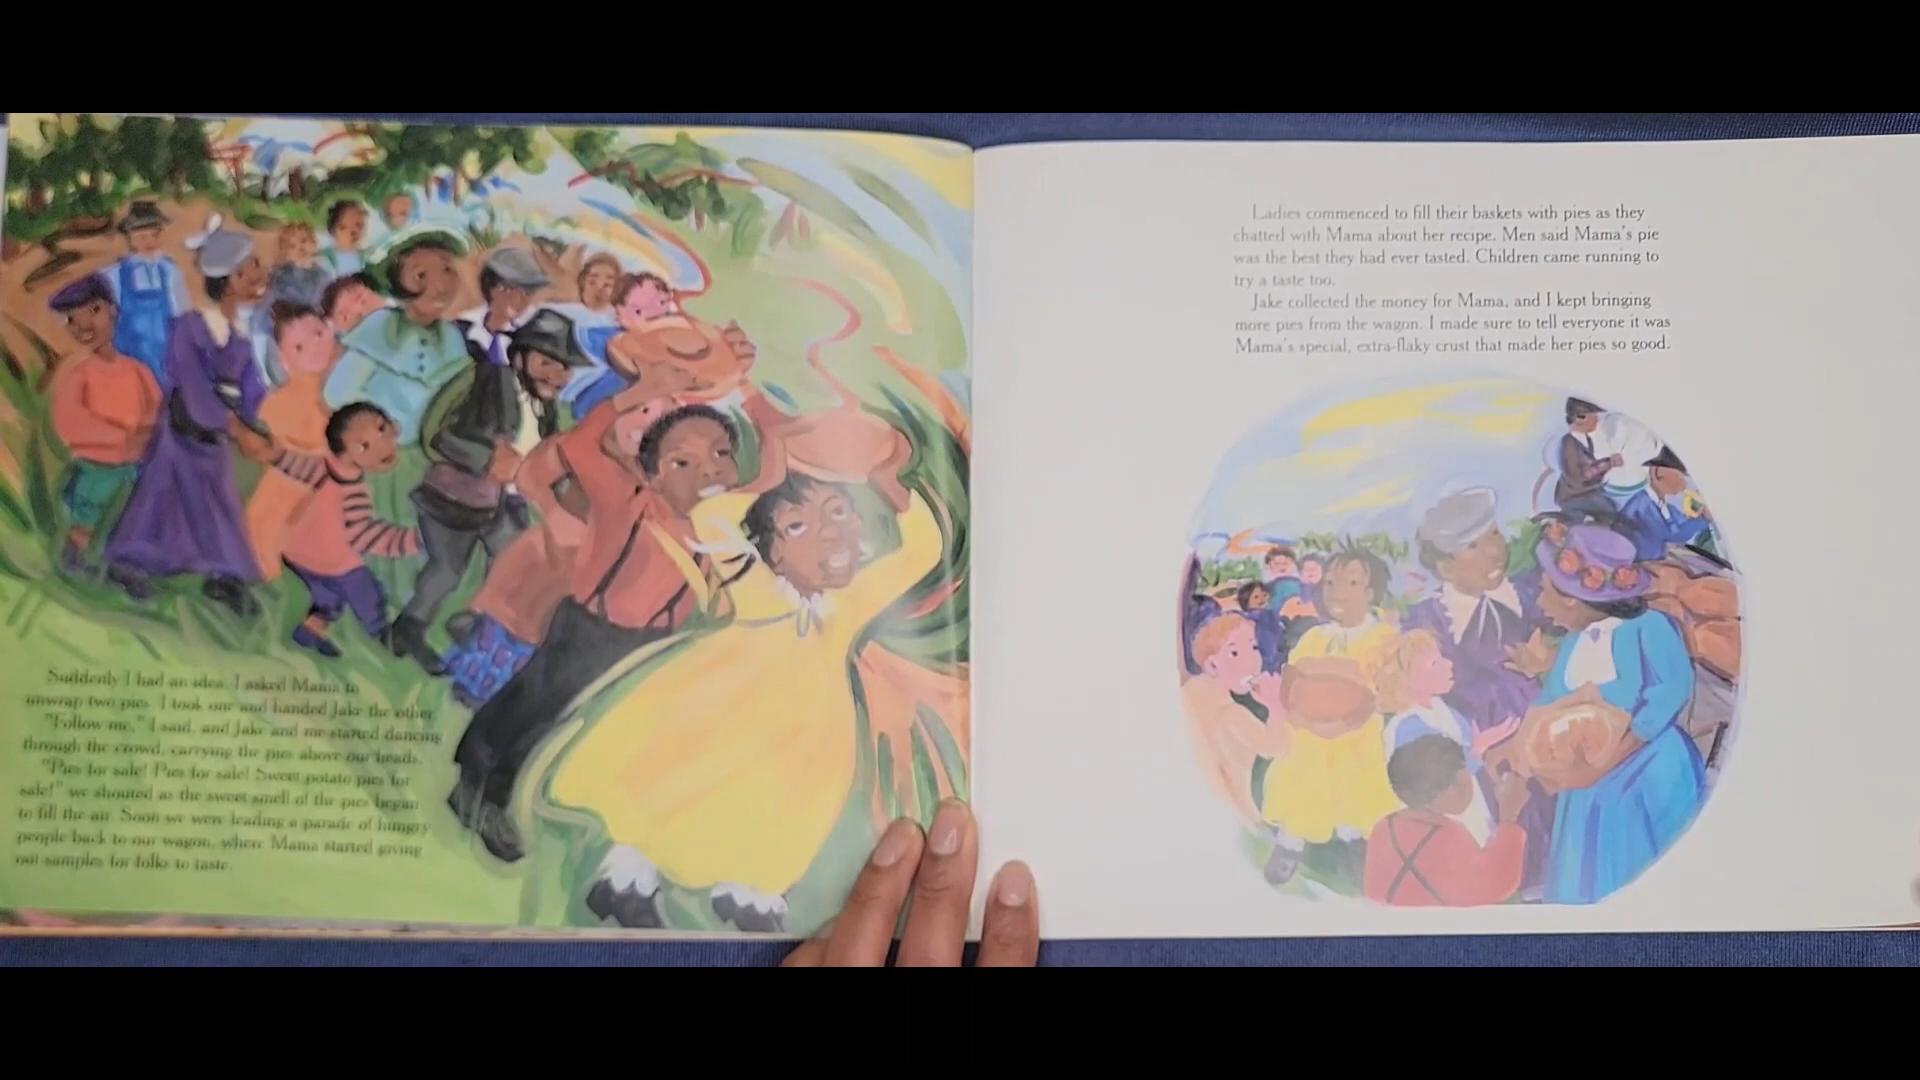 Suddenly I had an idea. I asked Mama to
unwrap two pies. I took one and handed Jake the other.
"Follow me," I said, and Jake and me started dancing
through the crowd, carrying the pies above our heads.
"Pies for sale! Pies for sale! Sweet potato pies for
sale!" we shouted as the sweet smell of the pies began
to fill the air. Soon we were leading a parade of hungry
people back to our wagon, where Mama started giving
out samples for folks to taste.
Ladies commenced to fill their baskets with pies as they
chatted with Mama about her recipe. Men said Mama's pie
was the best they had ever tasted. Children came running to
try a taste too.
Jake collected the money for Mama, and I kept bringing
more pies from the wagon. I made sure to tell everyone it was
Mama's special, extra-flaky crust that made her pies so good.